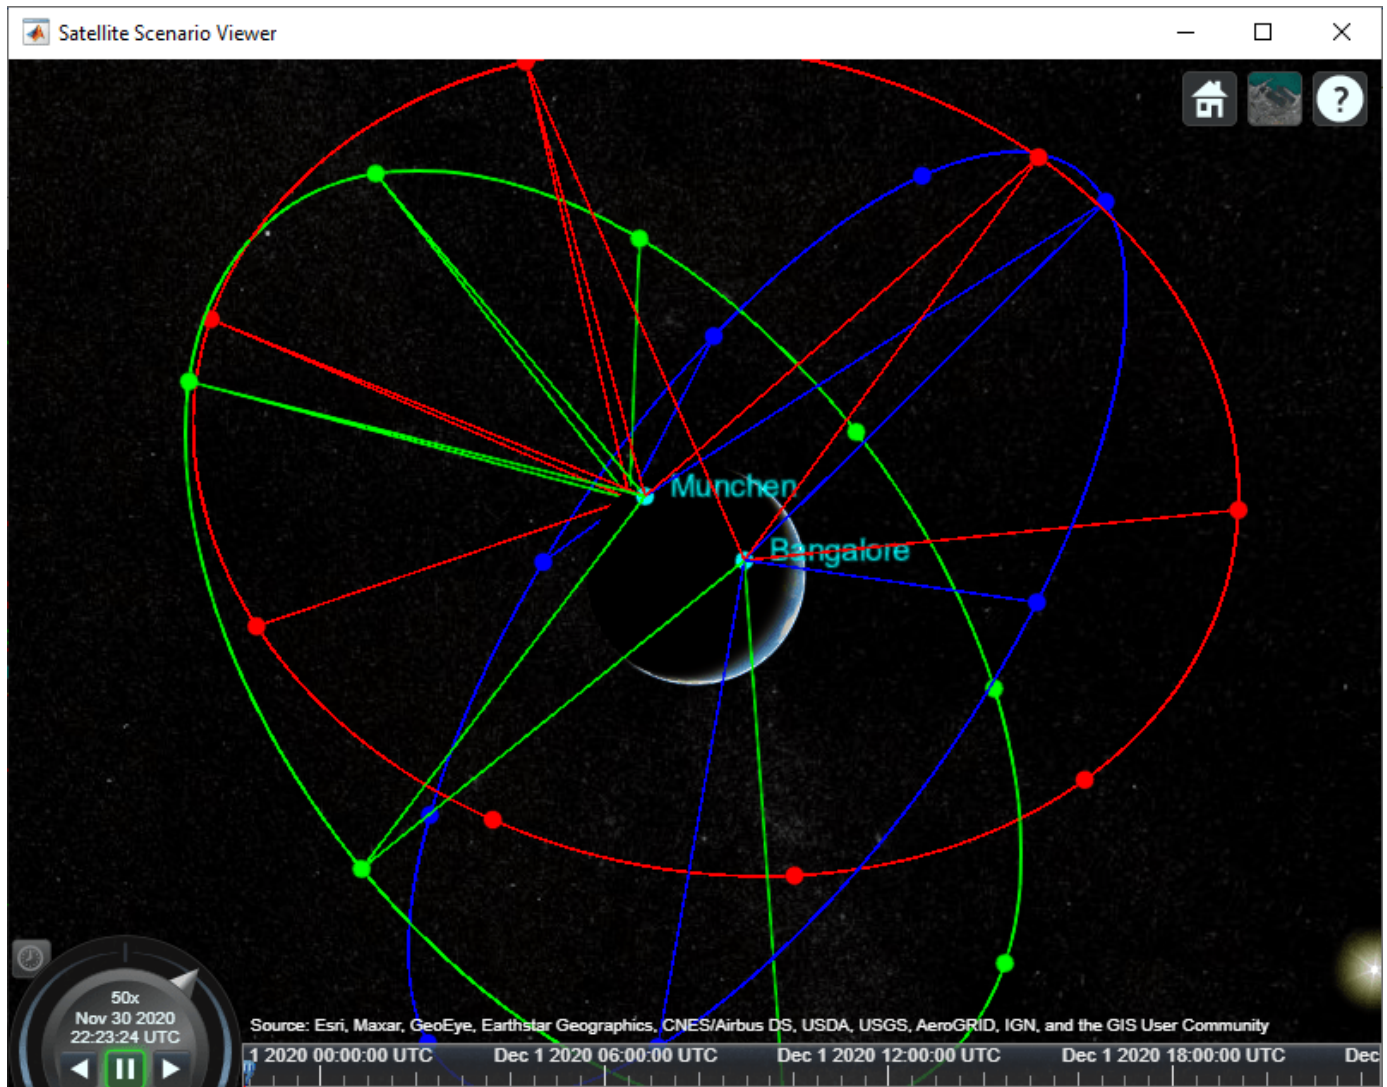 Satellite Scenario Viewer
?
Munchen
Bangalore
50x
Nov 30 2020
22:23:24 UTC
Source: Esri, Maxar, GeoEye, Earthstar Geographics, CNES/Airbus DS, USDA, USGS, AeroGRID, IGN, and the GIS User Community
1 2020 00:00:00 UTC Dec 1 2020 06:00:00 UTC Dec 1 2020 12:00:00 UTC Dec 1 2020 18:00:00 UTC Dec